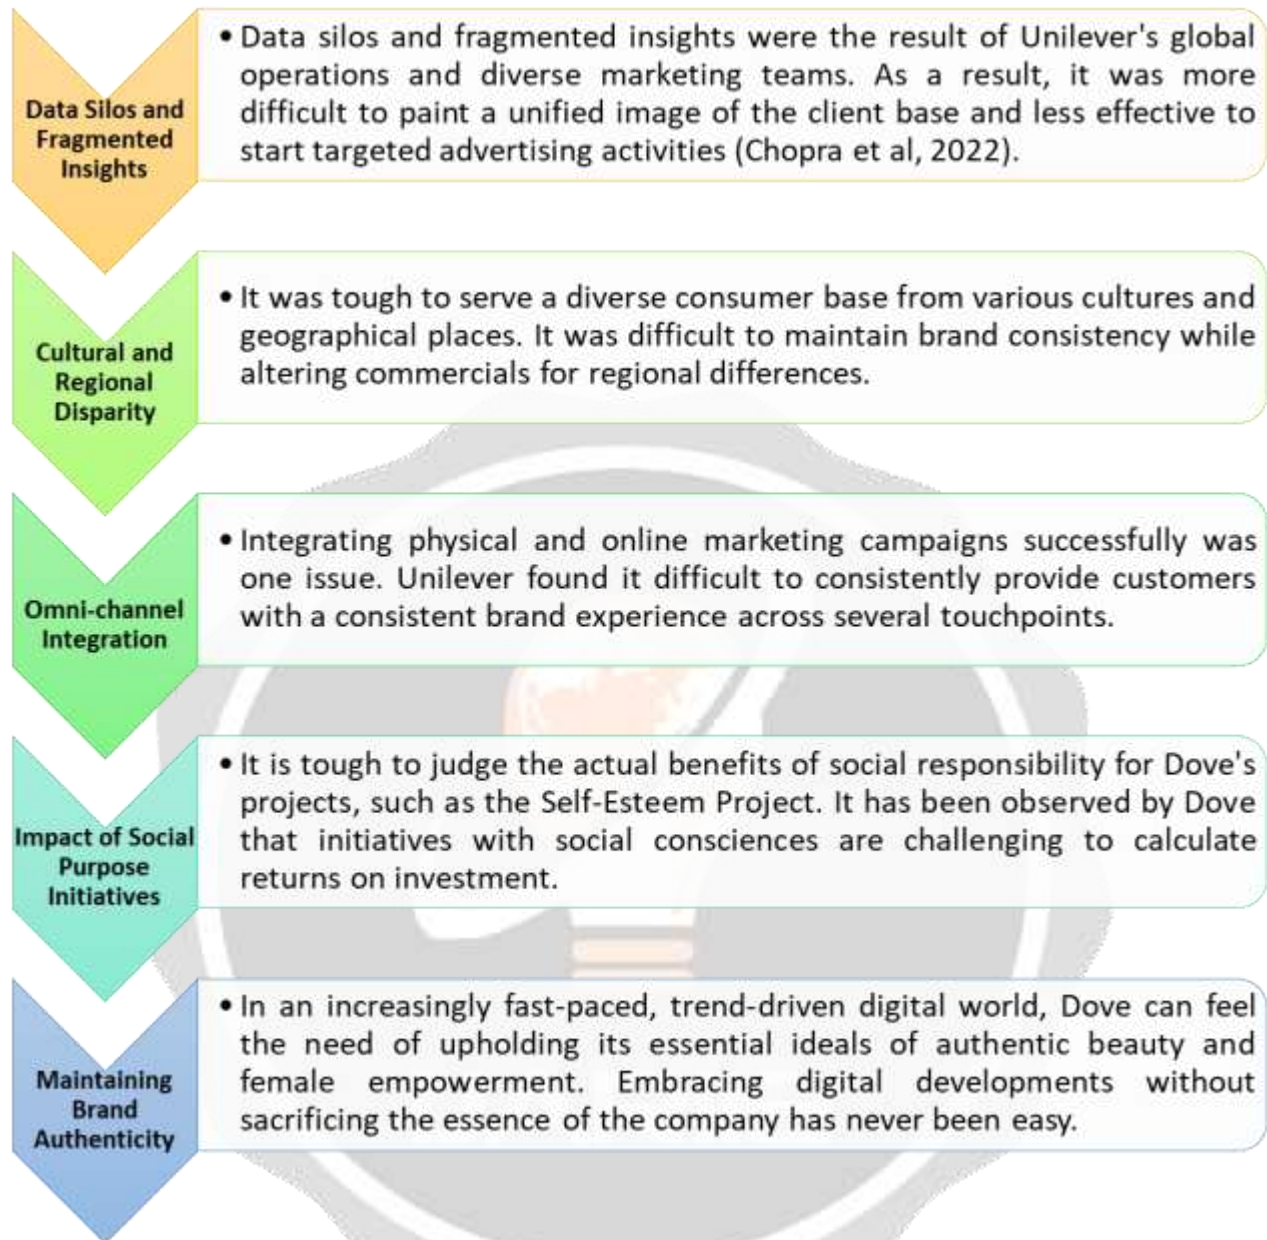 Data Silos and
Fragmented
Insights
• Data silos and fragmented insights were the result of Unilever's global
operations and diverse marketing teams. As a result, it was more
difficult to paint a unified image of the client base and less effective to
start targeted advertising activities (Chopra et al, 2022).
Cultural and
Regional
Disparity
• It was tough to serve a diverse consumer base from various cultures and
geographical places. It was difficult to maintain brand consistency while
altering commercials for regional differences.
Omni-channel
Integration
• Integrating physical and online marketing campaigns successfully was
one issue. Unilever found it difficult to consistently provide customers
with a consistent brand experience across several touchpoints.
Impact of Social
Purpose
Initiatives
• It is tough to judge the actual benefits of social responsibility for Dove's
projects, such as the Self-Esteem Project. It has been observed by Dove
that initiatives with social consciences are challenging to calculate
returns on investment.
Maintaining
Brand
Authenticity
• In an increasingly fast-paced, trend-driven digital world, Dove can feel
the need of upholding its essential ideals of authentic beauty and
female empowerment. Embracing digital developments without
sacrificing the essence of the company has never been easy.